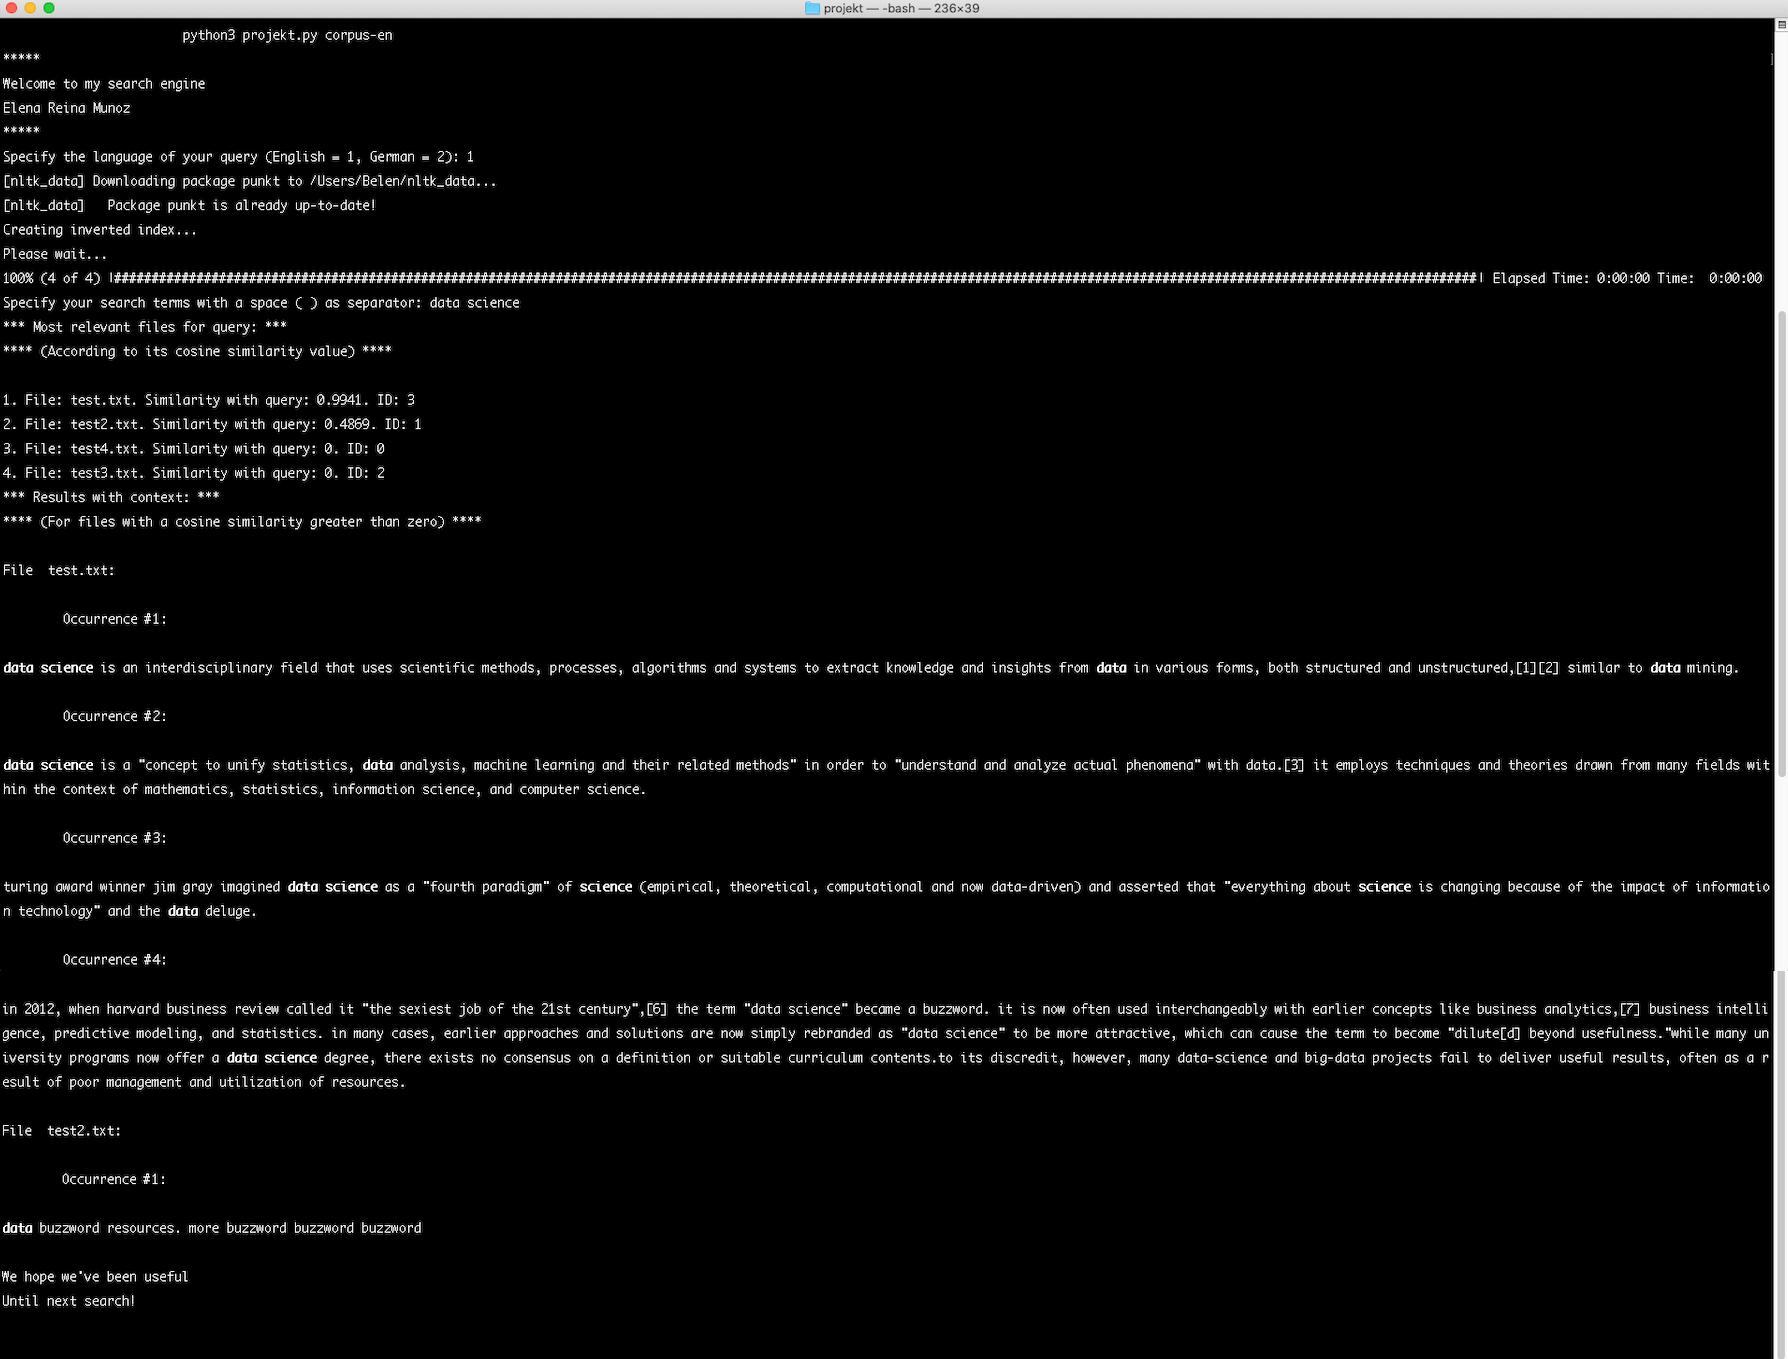 projekt — -bash — 236×39
python3 projekt.py corpus-en
*****
Welcome to my search engine
Elena Reina Munoz
*****
Specify the language of your query (English = 1, German = 2): 1
[nltk_data] Downloading package punkt to /Users/Belen/nltk_data...
[nltk_data]   Package punkt is already up-to-date!
Creating inverted index...
Please wait...
100% (4 of 4) |######################################################################################################################################################################################| Elapsed Time: 0:00:00 Time:  0:00:00
Specify your search terms with a space ( ) as separator: data science
*** Most relevant files for query: ***
**** (According to its cosine similarity value) ****
1. File: test.txt. Similarity with query: 0.9941. ID: 3
2. File: test2.txt. Similarity with query: 0.4869. ID: 1
3. File: test4.txt. Similarity with query: 0. ID: 0
4. File: test3.txt. Similarity with query: 0. ID: 2
*** Results with context: ***
**** (For files with a cosine similarity greater than zero) ****
File  test.txt:
Occurrence #1:
data science is an interdisciplinary field that uses scientific methods, processes, algorithms and systems to extract knowledge and insights from data in various forms, both structured and unstructured,[1][2] similar to data mining.
Occurrence #2:
data science is a "concept to unify statistics, data analysis, machine learning and their related methods" in order to "understand and analyze actual phenomena" with data.[3] it employs techniques and theories drawn from many fields wit
hin the context of mathematics, statistics, information science, and computer science.
Occurrence #3:
turing award winner jim gray imagined data science as a "fourth paradigm" of science (empirical, theoretical, computational and now data-driven) and asserted that "everything about science is changing because of the impact of informatio
n technology" and the data deluge.
Occurrence #4:
in 2012, when harvard business review called it "the sexiest job of the 21st century",[6] the term "data science" became a buzzword. it is now often used interchangeably with earlier concepts like business analytics,[7] business intelli
gence, predictive modeling, and statistics. in many cases, earlier approaches and solutions are now simply rebranded as "data science" to be more attractive, which can cause the term to become "dilute[d] beyond usefulness."while many un
iversity programs now offer a data science degree, there exists no consensus on a definition or suitable curriculum contents.to its discredit, however, many data-science and big-data projects fail to deliver useful results, often as a r
esult of poor management and utilization of resources.
File  test2.txt:
Occurrence #1:
data buzzword resources. more buzzword buzzword buzzword
We hope we've been useful
Until next search!